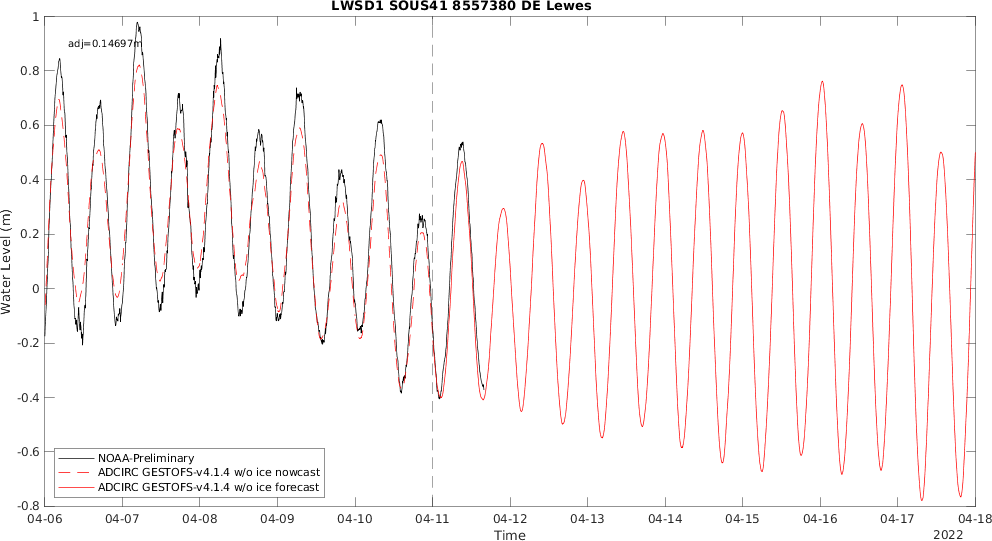 LWSD1 SOUS41 8557380 DE Lewes
adj=0.14697m
Water Level (m)
1
0.8
0.6
0.4
0.2
0
-0.2
-0.4
-0.6
-0.8
NOAA-Preliminary
ADCIRC GESTOFS-v4.1.4 w/o ice nowcast
ADCIRC GESTOFS-v4.1.4 w/o ice forecast
04-06 04-07 04-08 04-09 04-10 04-11 04-12 04-13 04-14 04-15 04-16 04-17 04-18
Time
2022